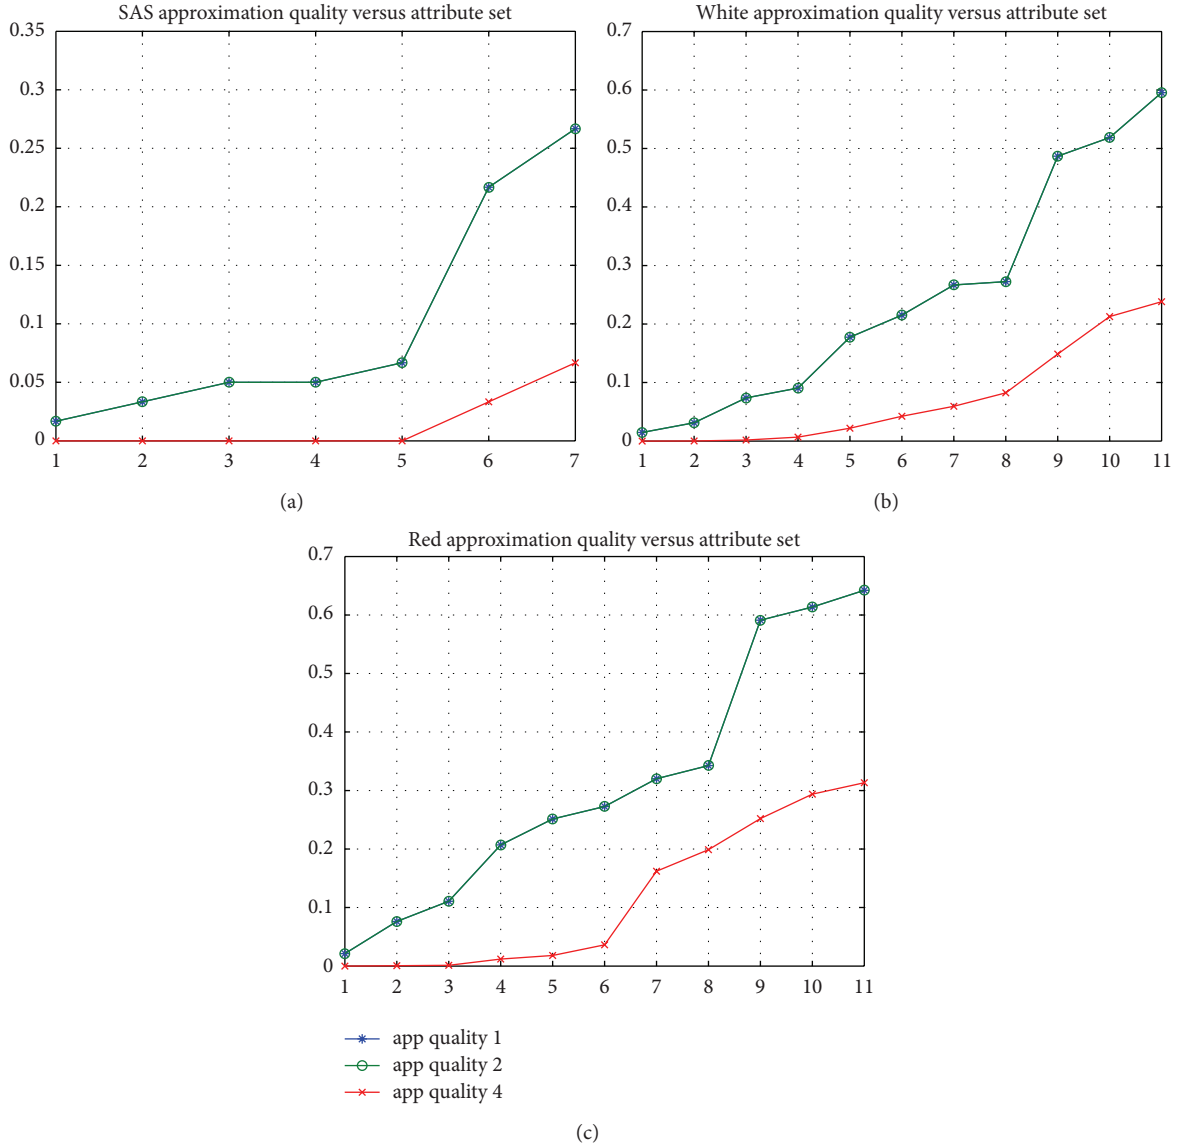 SAS approximation quality versus attribute set
0.35
0.3
0.25
0.2
0.15
0.1
0.05
0
1 2 3 4 5 6 7
(a)
White approximation quality versus attribute set
0.7
0.6
0.5
0.4
0.3
0.2
0.1
0
1 2 3 4 5 6 7 8 9 10 11
(b)
Red approximation quality versus attribute set
0.7
0.6
0.5
0.4
0.3
0.2
0.1
0
1 2 3 4 5 6 7 8 9 10 11
app quality 1
app quality 2
app quality 4
(c)